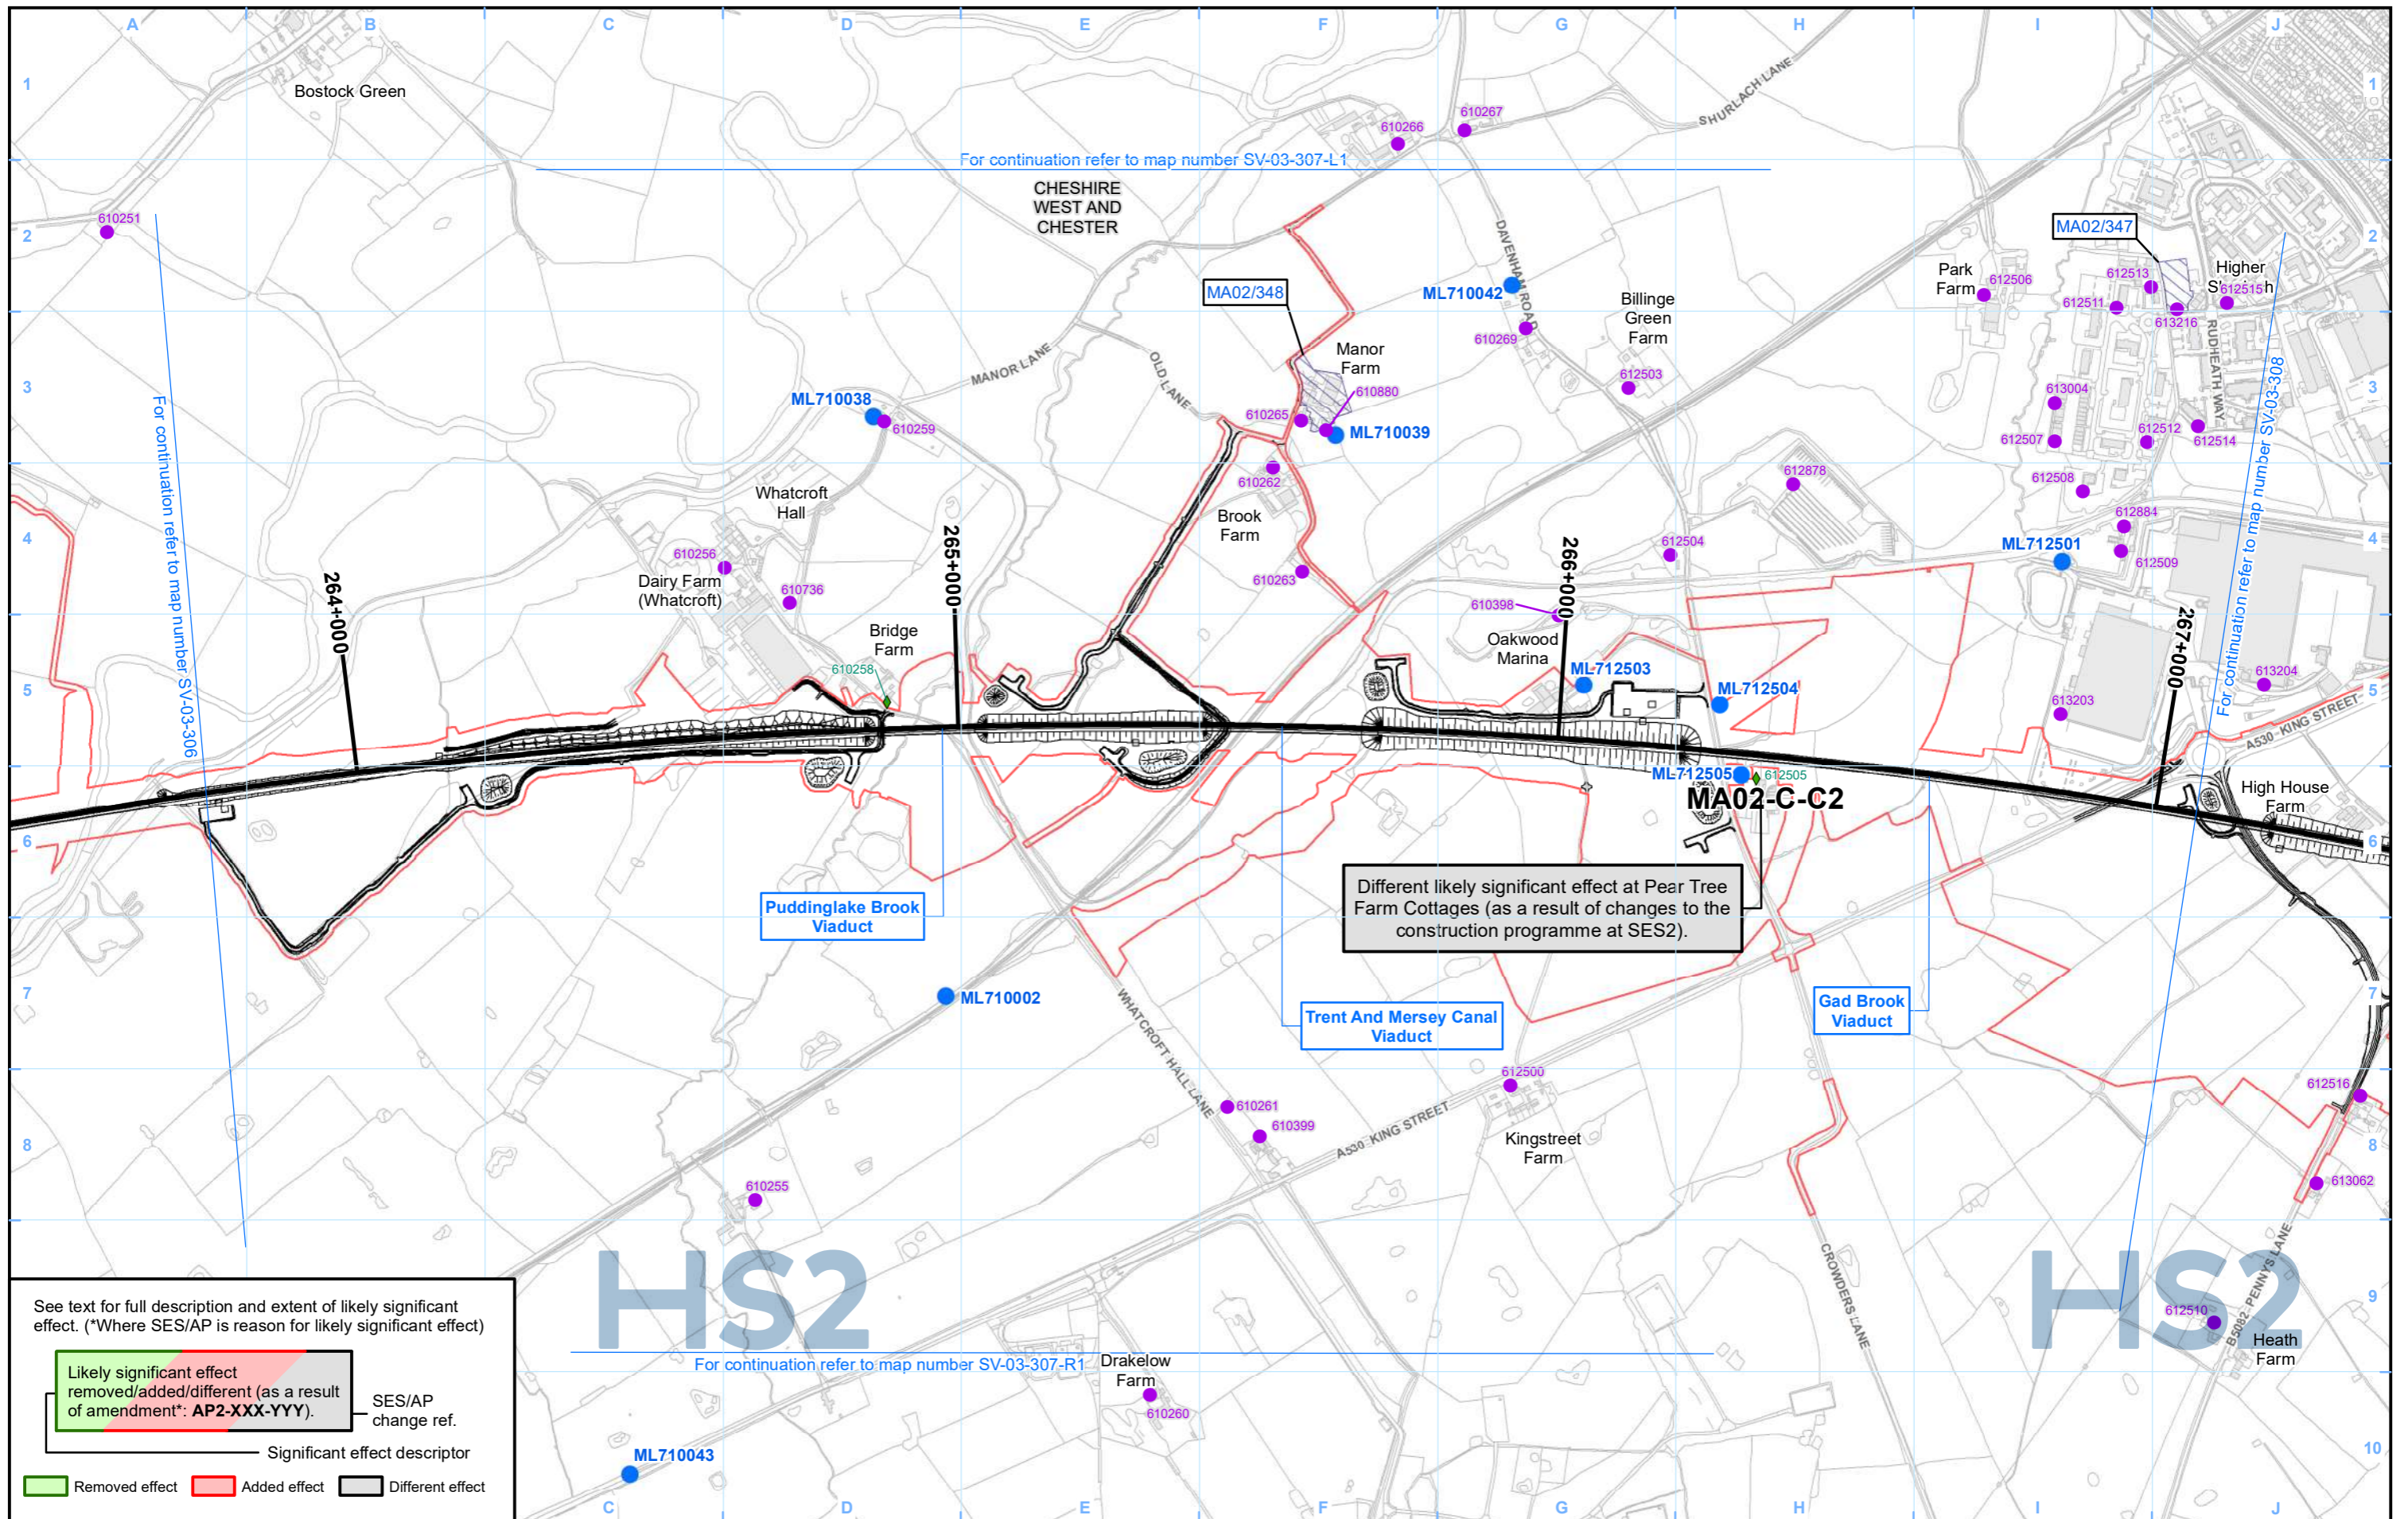 A B C D E F G H I J
1 1
Bostock Green
SHURLACH LANE
610266
610267
For continuation refer to map number SV-03-307-L1
CHESHIRE
WEST AND
CHESTER
610251
2 2
MA02/347
DAVENHAM ROAD
MA02/348
ML710042
Park
Farm
612506
612513
612511
Higher
612515
613216
Billinge
Green
Farm
610269
RUDHEATH WAY
MANOR LANE
OLD LANE
Manor
Farm
3 3
612503
613004
610880
ML710038
610259
610265
ML710039
612507
612512
612514
For continuation refer to map number SV-03-306
For continuation refer to map number SV-03-308
612878
612508
610262
Whatcroft
Hall
Brook
Farm
612884
4 4
265+000
266+000
264+000
267+000
ML712501
610256
612504
612509
Dairy Farm
(Whatcroft)
610736
610263
610398
Bridge
Farm
Oakwood
Marina
610258
ML712503
ML712504
613204
5 5
613203
A530 KING STREET
ML712505
612505
MA02-C-C2
High House
Farm
6 6
Different likely significant effect at Pear Tree
Farm Cottages (as a result of changes to the
construction programme at SES2).
Puddinglake Brook
Viaduct
7 7
ML710002
Trent And Mersey Canal
Viaduct
Gad Brook
Viaduct
WHATCROFT HALL LANE
612500
612516
610261
610399
A530 KING STREET
Kingstreet
Farm
8 8
610255
613062
CROWDERS LANE
B5082 PENNYS LANE
HS2
HS2
9
612510
Heath
Farm
For continuation refer to map number SV-03-307-R1
Drakelow
Farm
610260
ML710043
10
See text for full description and extent of likely significant
effect. (*Where SES/AP is reason for likely significant effect)
Likely significant effect
removed/added/different (as a result
of amendment*: AP2-XXX-YYY).
SES/AP
change ref.
Significant effect descriptor
Removed effect Added effect Different effect
C D E F G H I J